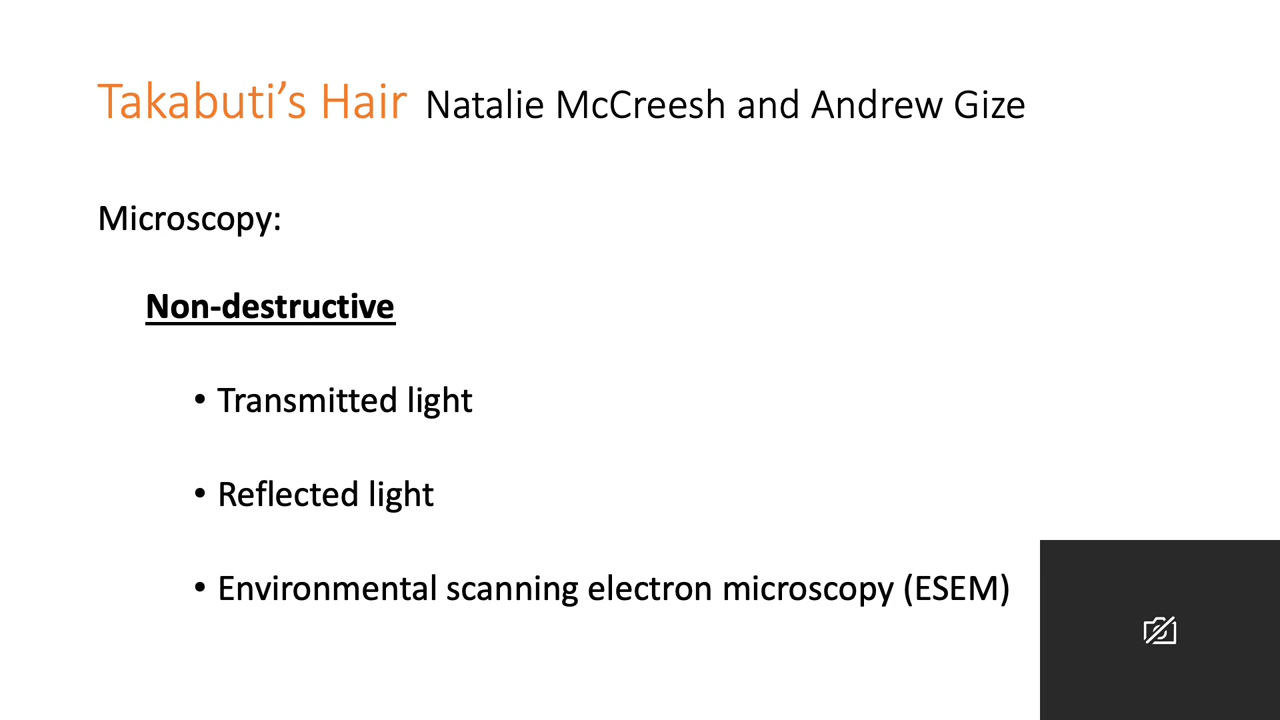 Takabuti’s Hair Natalie McCreesh and Andrew Gize
Microscopy:
Non-destructive
• Transmitted light
• Reflected light
• Environmental scanning electron microscopy (ESEM)